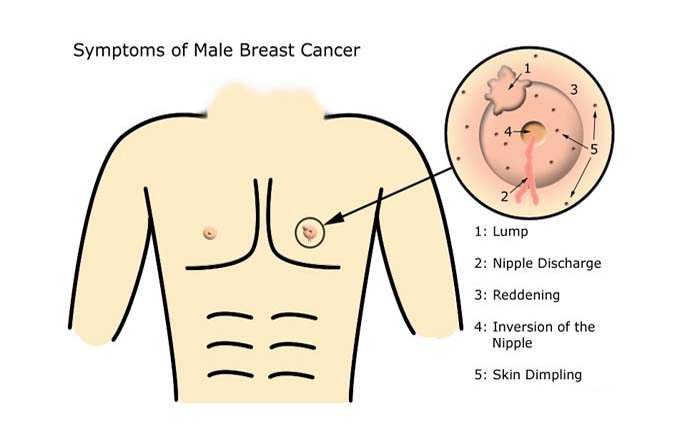 Symptoms of Male Breast Cancer
1
3
4
5
2
1: Lump
2: Nipple Discharge
3: Reddening
4: Inversion of the
Nipple
5: Skin Dimpling